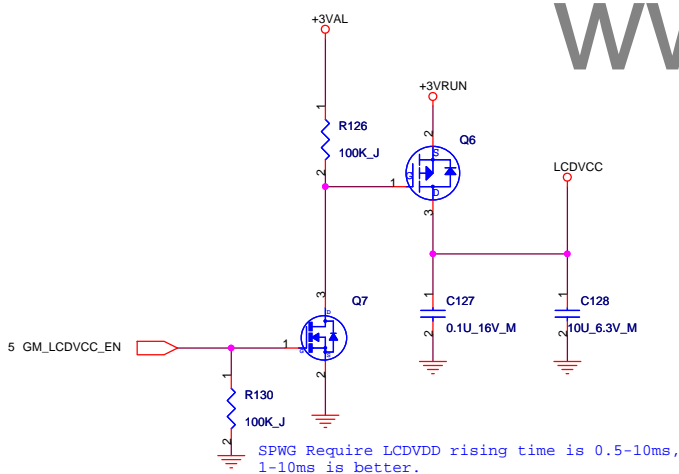 WV
+3VAL
+3VRUN
1
R126
100K_J
2
2
Q6
S
G
D
1
3
LCDVCC
3
Q7
D
G
S
1
2
1
C127
0.1U_16V_M
2
1
C128
10U_6.3V_M
2
5 GM_LCDVCC_EN
1
R130
100K_J
2
SPWG Require LCDVDD rising time is 0.5-10ms,
1-10ms is better.